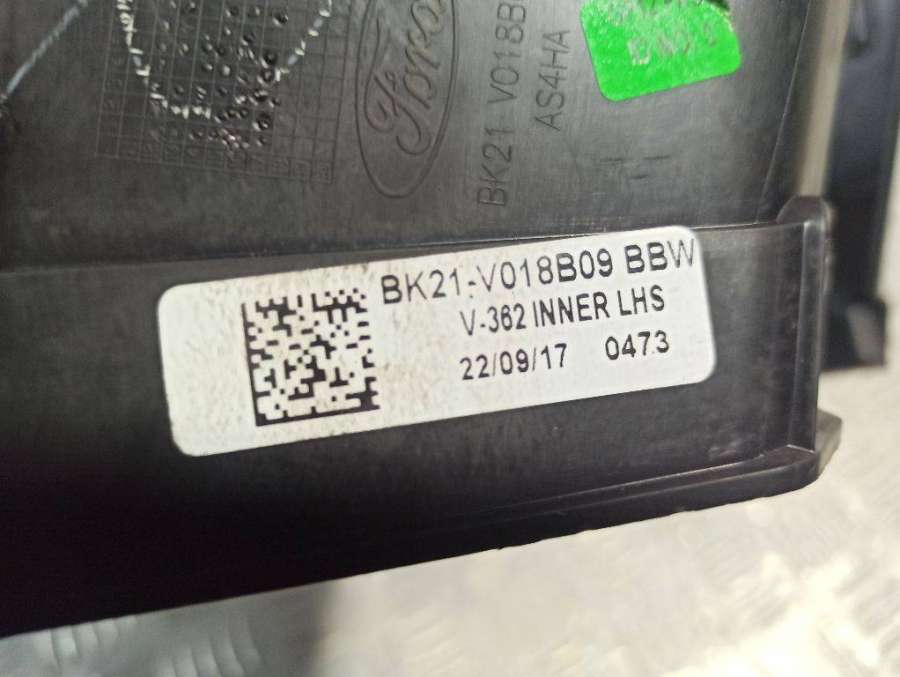 Ford
BK21 V018B
AS4HA
BK21-V018B09 BBW
V-362 INNER LHS
22/09/17 0473